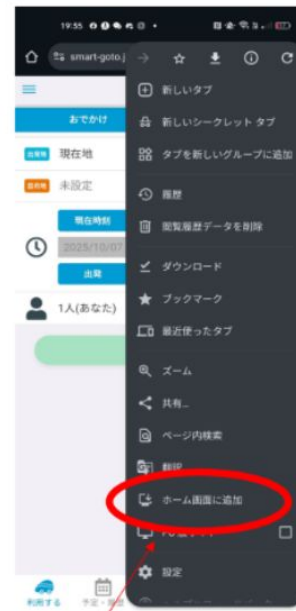 19:55
smart-goto.j
新しいタブ
おでかけ
新しいシークレット タブ
現在地
タブを新しいグループに追加
未設定
履歴
現在時刻
閲覧履歴データを削除
2025/10/07
出発
ダウンロード
1人(あなた)
ブックマーク
最近使ったタブ
ズーム
共有...
ページ内検索
翻訳
ホーム画面に追加
設定
利用する
予定・履歴